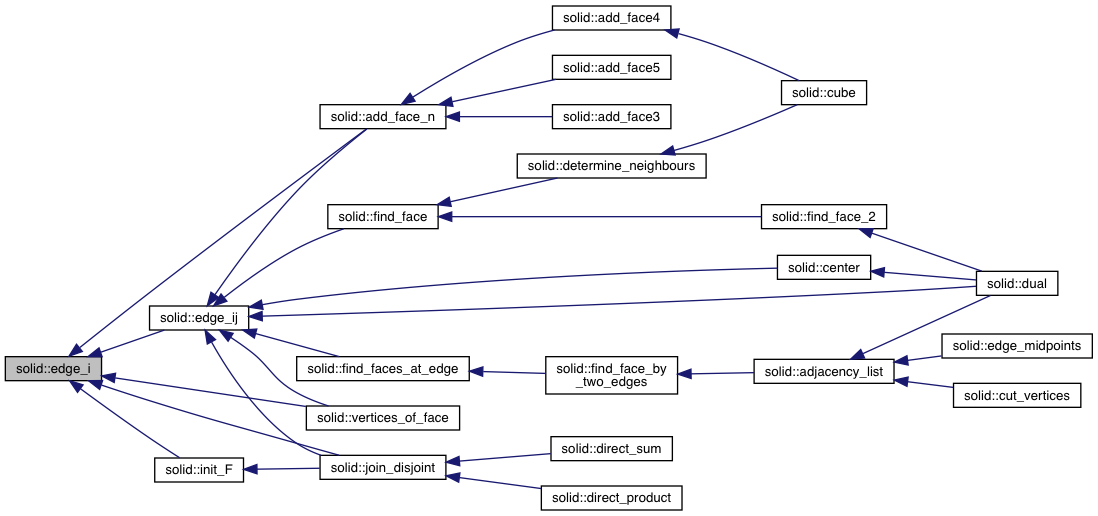 solid::add_face4
solid::add_face5
solid::cube
solid::add_face_n
solid::add_face3
solid::determine_neighbours
solid::find_face
solid::find_face_2
solid::center
solid::dual
solid::edge_ij
solid::edge_midpoints
solid::edge_i
solid::find_faces_at_edge
solid::find_face_by
_two_edges
solid::adjacency_list
solid::cut_vertices
solid::vertices_of_face
solid::direct_sum
solid::init_F
solid::join_disjoint
solid::direct_product